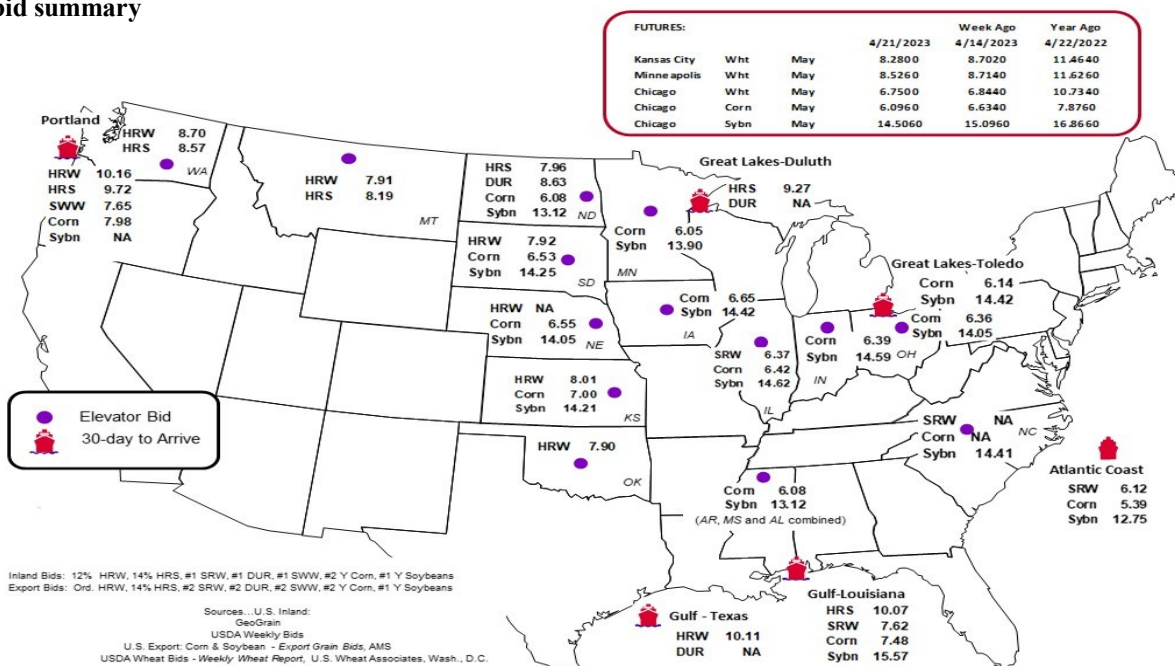 bid summary
FUTURES: Week Ago Year Ago
4/21/2023 4/14/2023 4/22/2022
Kansas City Wht May 8.2800 8.7020 11.4640
Minneapolis Wht May 8.5260 8.7140 11.6260
Chicago Wht May 6.7500 6.8440 10.7340
Chicago Corn May 6.0960 6.6340 7.8760
Chicago Sybn May 14.5060 15.0960 16.8660
Portland
HRW 10.16
HRS 9.72
SWW 7.65
Corn 7.98
Sybn NA
HRW 8.70
HRS 8.57
WA
HRW 7.91
HRS 8.19
MT
HRS 7.96
DUR 8.63
Corn 6.08
Sybn 13.12 ND
Great Lakes-Duluth
HRS 9.27
DUR NA
Corn 6.05
Sybn 13.90
MN
HRW 7.92
Corn 6.53
Sybn 14.25
SD
Great Lakes-Toledo
Corn 6.14
Sybn 14.42
Corn 6.36
Sybn 14.05
OH
HRW NA
Corn 6.55
Sybn 14.05 NE
Corn 6.65
Sybn 14.42
IA
SRW 6.37
Corn 6.42
Sybn 14.62
IL
Corn 6.39
Sybn 14.59
IN
HRW 8.01
Corn 7.00
Sybn 14.21
KS
SRW NA
Corn NA
Sybn 14.41
NC
HRW 7.90
OK
Atlantic Coast
SRW 6.12
Corn 5.39
Sybn 12.75
Corn 6.08
Sybn 13.12
(AR, MS and AL combined)
Elevator Bid
30-day to Arrive
Gulf-Louisiana
HRS 10.07
SRW 7.62
Corn 7.48
Sybn 15.57
Gulf - Texas
HRW 10.11
DUR NA
Inland Bids: 12% HRW, 14% HRS, #1 SRW, #1 DUR, #1 SWW, #2 Y Corn, #1 Y Soybeans
Export Bids: Ord. HRW, 14% HRS, #2 SRW, #2 DUR, #2 SWW, #2 Y Corn, #1 Y Soybeans
Sources...U.S. Inland:
GeoGrain
USDA Weekly Bids
U.S. Export: Corn & Soybean - Export Grain Bids, AMS
USDA Wheat Bids - Weekly Wheat Report, U.S. Wheat Associates, Wash., D.C.